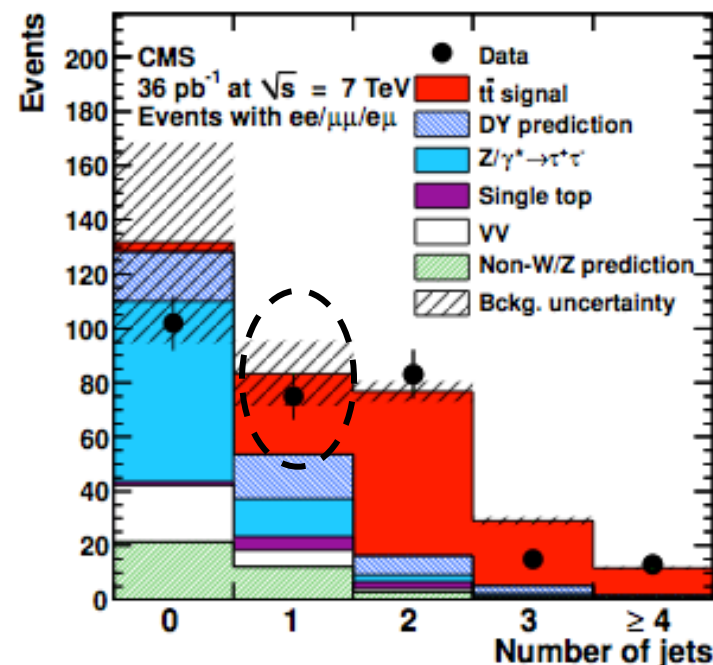 Events
200
180
160
140
120
100
80
60
40
20
0
CMS
36 pb⁻¹ at √s = 7 TeV
Events with ee/μμ/eμ
Data
tt̄ signal
DY prediction
Z/γ*→τ⁺τ⁻
Single top
VV
Non-W/Z prediction
Bckg. uncertainty
0 1 2 3 ≥ 4
Number of jets